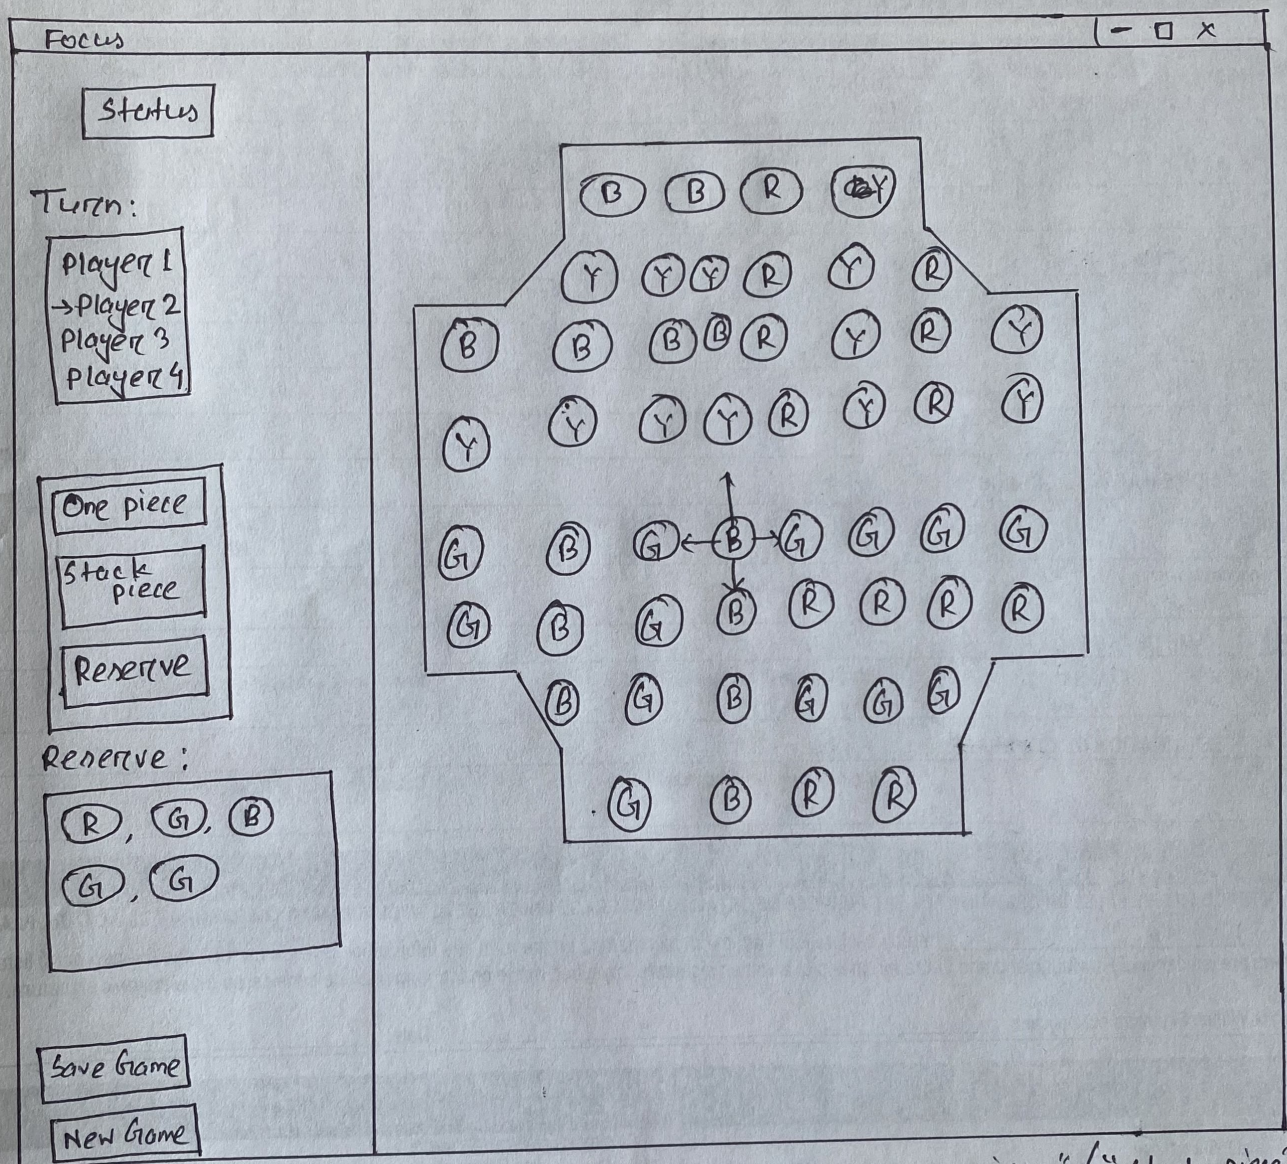 Focus
Status
Turn:
Player 1
→Player 2
Player 3
Player 4
One piece
Stack
piece
Reserve
Reserve:
R, G, B
G, G
Save Game
New Game
B B R Y
Y Y Y R Y R
B B B B R Y R Y
Y Y Y Y R Y R Y
G B G B G G G G
G B G B R R R R
B G B G G G
G B R R